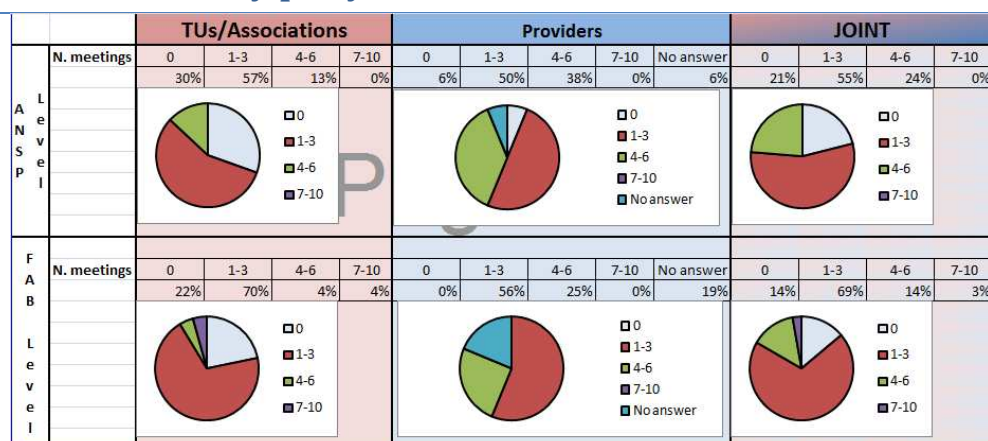 TUs/Associations Providers JOINT
N. meetings 0 1-3 4-6 7-10 0 1-3 4-6 7-10 No answer 0 1-3 4-6 7-10
30% 57% 13% 0% 6% 50% 38% 0% 6% 21% 55% 24% 0%
ANSP Level
0
1-3
4-6
7-10
0
1-3
4-6
7-10
No answer
0
1-3
4-6
7-10
P
FAB Level
N. meetings 0 1-3 4-6 7-10 0 1-3 4-6 7-10 No answer 0 1-3 4-6 7-10
22% 70% 4% 4% 0% 56% 25% 0% 19% 14% 69% 14% 3%
0
1-3
4-6
7-10
0
1-3
4-6
7-10
No answer
0
1-3
4-6
7-10